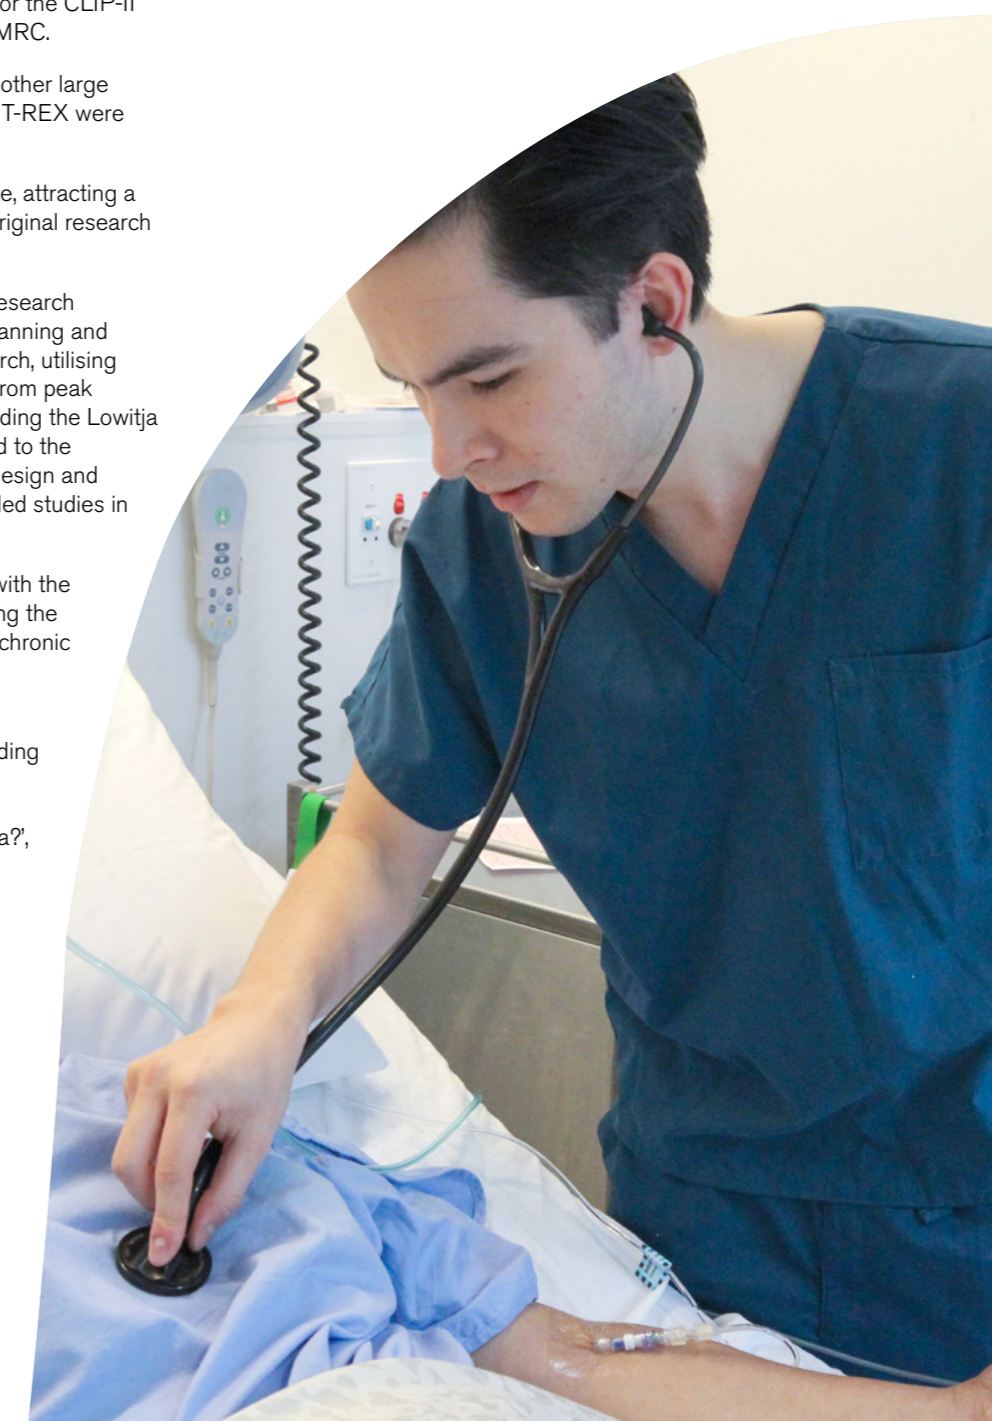 or the CLIP-II
MRC.
other large
T-REX were
e, attracting a
riginal research
esearch
anning and
rch, utilising
rom peak
ding the Lowitja
d to the
esign and
led studies in
with the
ng the
chronic
ding
a?',